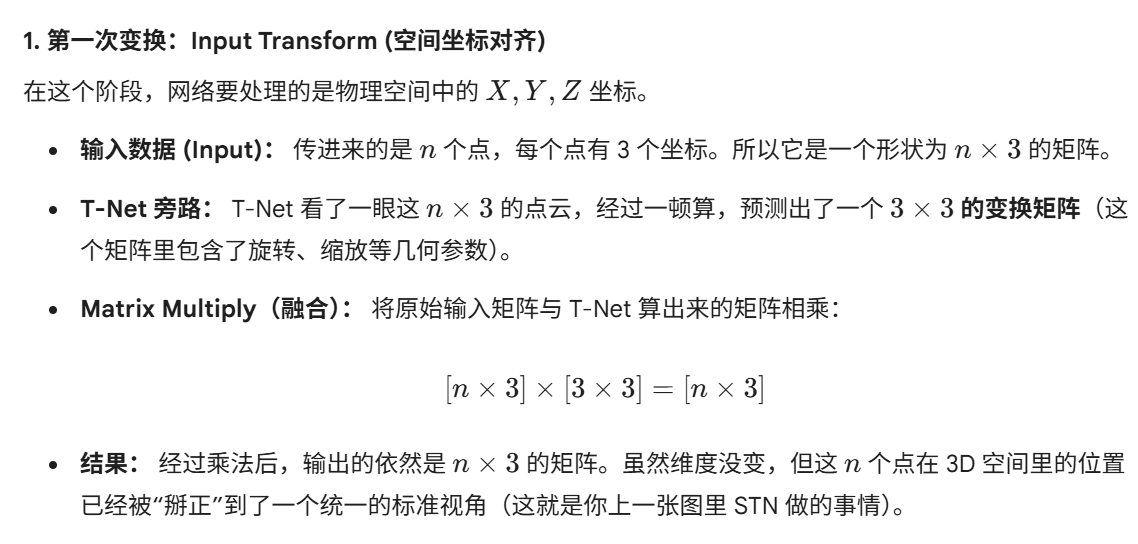 1. 第一次变换：Input Transform (空间坐标对齐)
在这个阶段，网络要处理的是物理空间中的 X, Y, Z 坐标。
• 输入数据 (Input)： 传进来的是 n 个点，每个点有 3 个坐标。所以它是一个形状为 n × 3 的矩阵。
• T-Net 旁路： T-Net 看了一眼这 n × 3 的点云，经过一顿算，预测出了一个 3 × 3 的变换矩阵（这
个矩阵里包含了旋转、缩放等几何参数）。
• Matrix Multiply（融合）： 将原始输入矩阵与 T-Net 算出来的矩阵相乘：
[n × 3] × [3 × 3] = [n × 3]
• 结果： 经过乘法后，输出的依然是 n × 3 的矩阵。虽然维度没变，但这 n 个点在 3D 空间里的位置
已经被“掰正”到了一个统一的标准视角（这就是你上一张图里 STN 做的事情）。